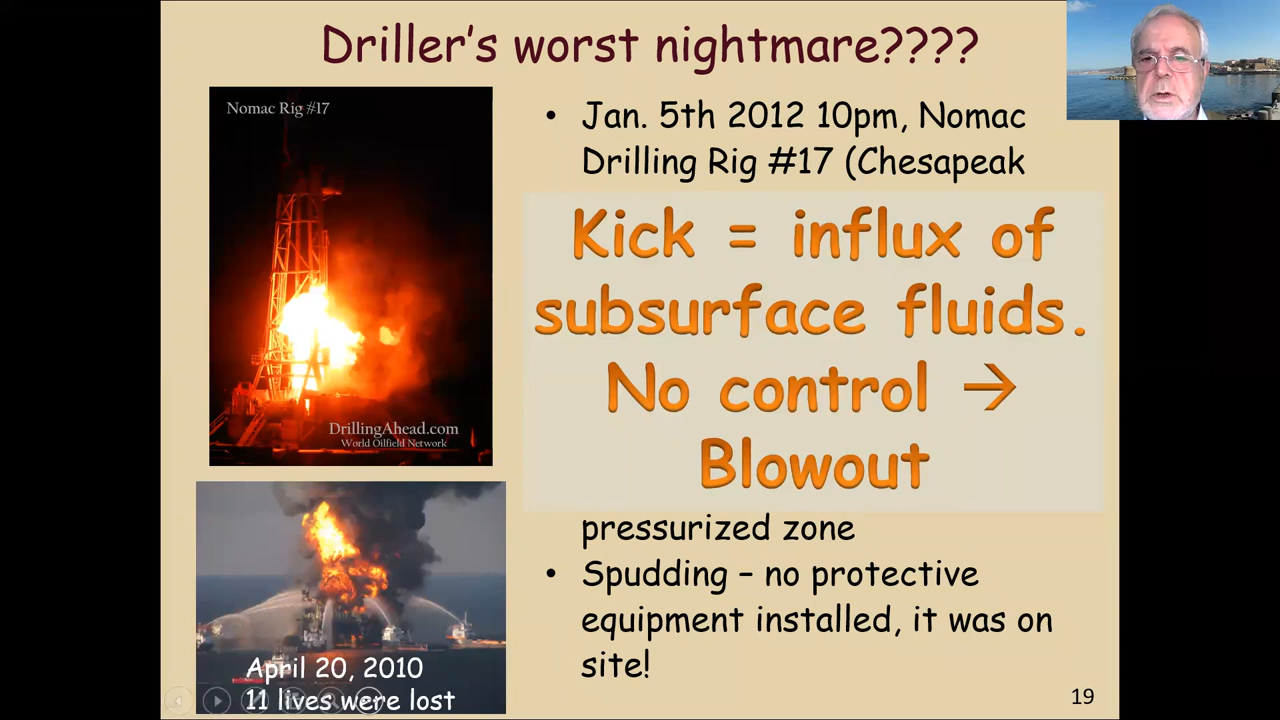 Driller's worst nightmare????
Nomac Rig #17
DrillingAhead.com
World Oilfield Network
April 20, 2010
11 lives were lost
• Jan. 5th 2012 10pm, Nomac
Drilling Rig #17 (Chesapeak
Kick = influx of
subsurface fluids.
No control →
Blowout
pressurized zone
• Spudding – no protective
equipment installed, it was on
site!
19